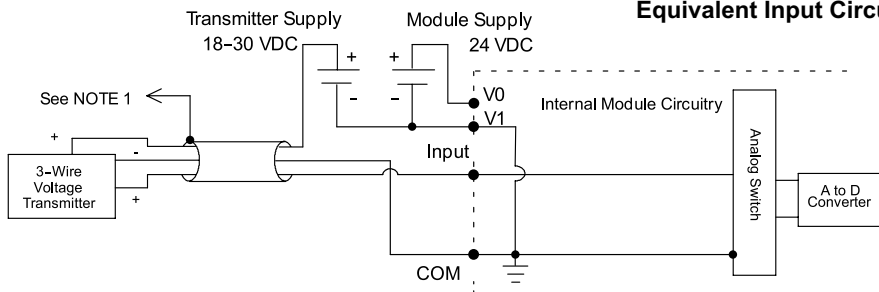 Transmitter Supply
18–30 VDC
Module Supply
24 VDC
Equivalent Input Circu
+
-
+
-
V0
V1
See NOTE 1
Internal Module Circuitry
Input
+
-
+
3–Wire
Voltage
Transmitter
Analog Switch
A to D
Converter
COM